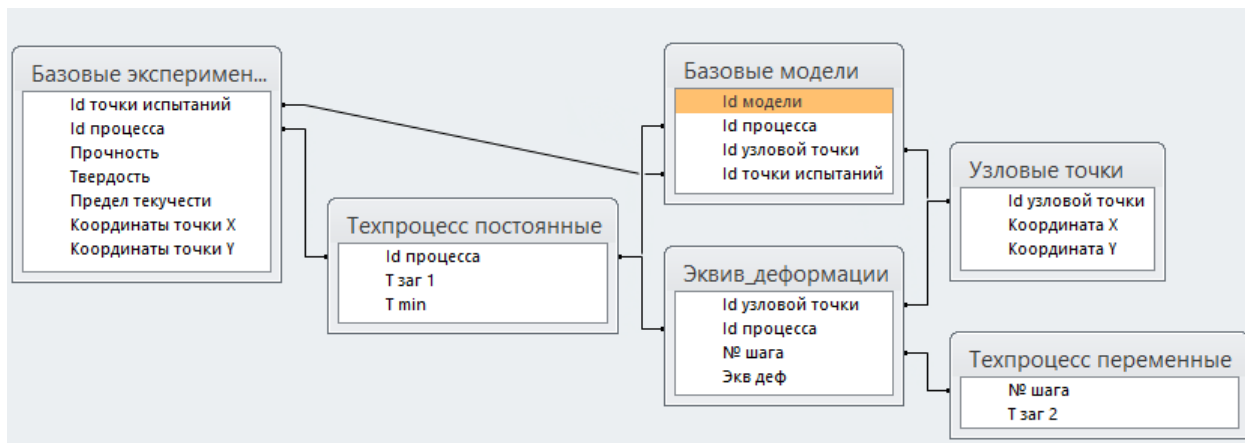 Базовые эксперимен...
Id точки испытаний
Id процесса
Прочность
Твердость
Предел текучести
Координаты точки X
Координаты точки Y
Техпроцесс постоянные
Id процесса
Т заг 1
T min
Базовые модели
Id модели
Id процесса
Id узловой точки
Id точки испытаний
Эквив_деформации
Id узловой точки
Id процесса
№ шага
Экв деф
Узловые точки
Id узловой точки
Координата X
Координата Y
Техпроцесс переменные
№ шага
Т заг 2